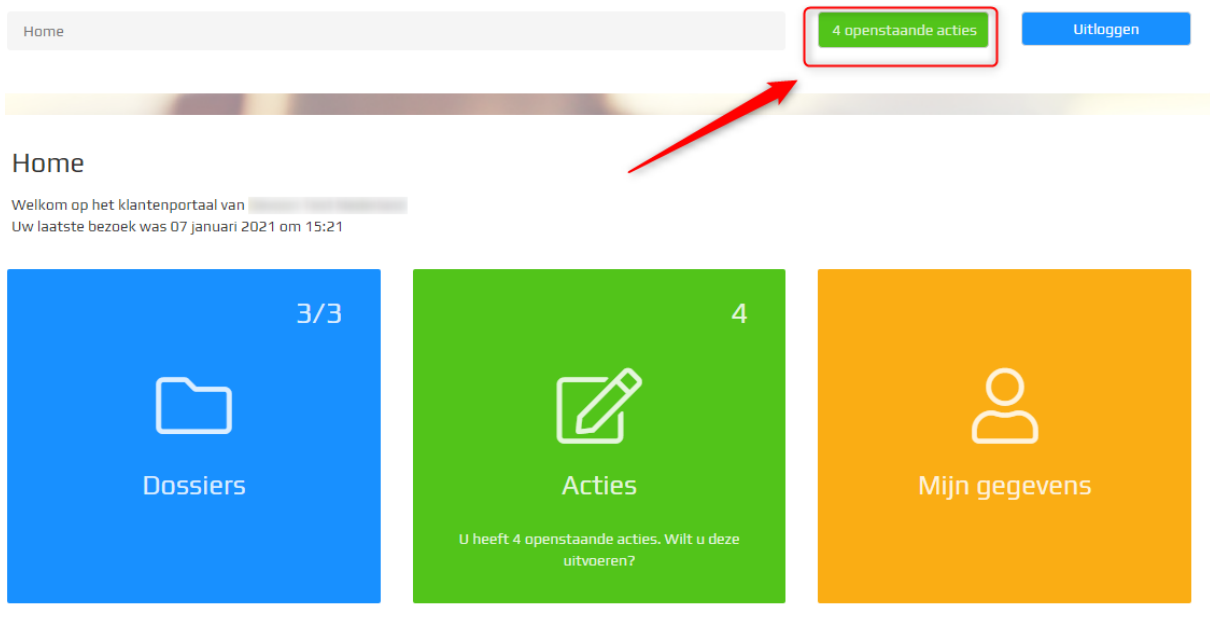 Home
4 openstaande acties
Uitloggen
Home
Welkom op het klantenportaal van
Uw laatste bezoek was 07 januari 2021 om 15:21
3/3
Dossiers
4
Acties
U heeft 4 openstaande acties. Wilt u deze
uitvoeren?
Mijn gegevens